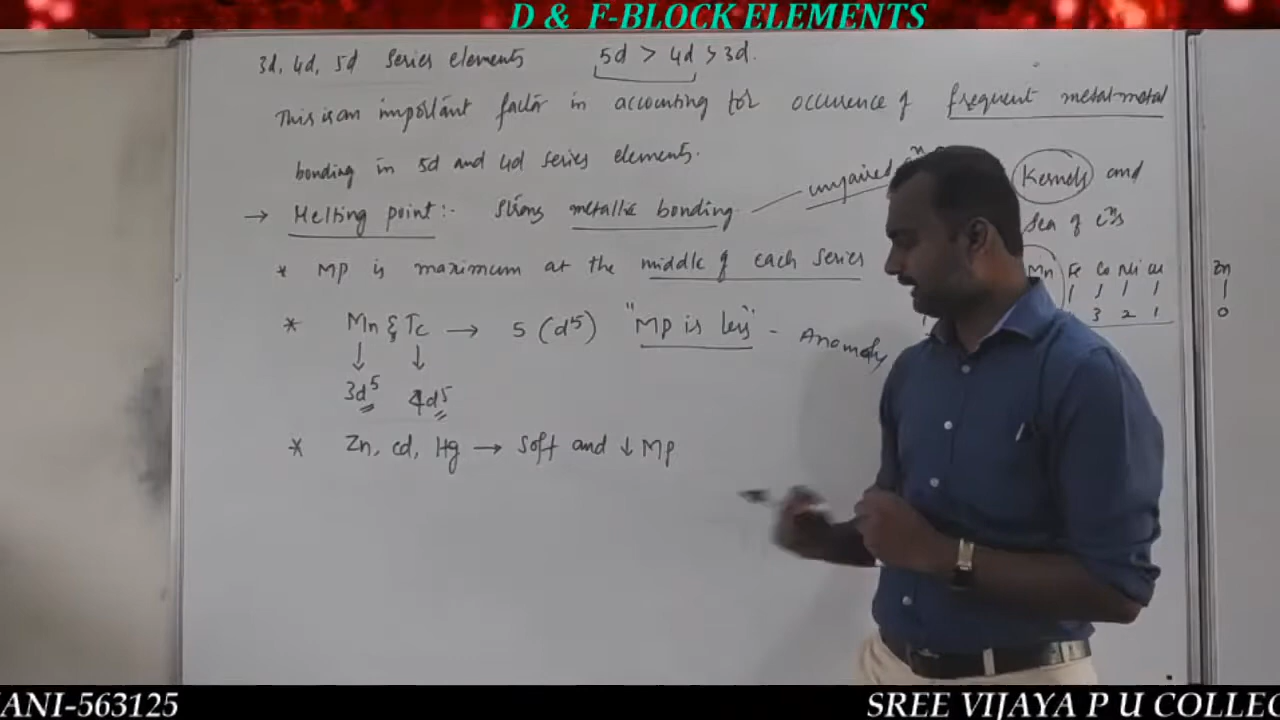 D & F-BLOCK ELEMENTS
3d, 4d, 5d Series elements 5d > 4d > 3d.
This is an important factor in accounting for occurence of frequent metal-metal
bonding in 5d and 4d series elements.
→ Melting point:- Strong metallic bonding unpaired
Kernels and
Sea of e⁻ns
* MP is maximum at the middle of each series
Mn Fe Co Ni Cu Zn
3 2 1 0
* Mn & Tc → 5 (d⁵) "MP is less" - Anomaly
3d⁵ 4d⁵
* Zn, Cd, Hg → Soft and ↓ Mp
ANI-563125 SREE VIJAYA P U COLLEG